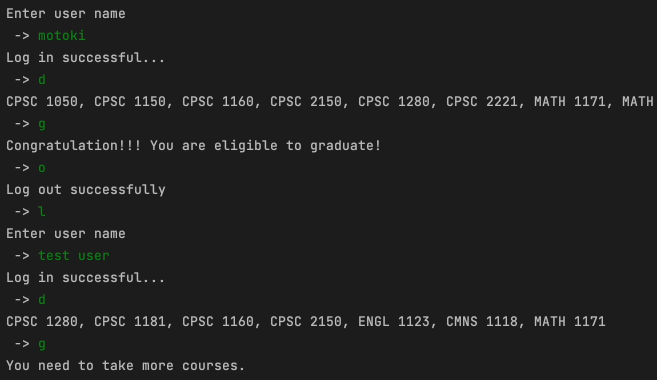 Enter user name
-> motoki
Log in successful...
-> d
CPSC 1050, CPSC 1150, CPSC 1160, CPSC 2150, CPSC 1280, CPSC 2221, MATH 1171, MATH
-> g
Congratulation!!! You are eligible to graduate!
-> o
Log out successfully
-> l
Enter user name
-> test user
Log in successful...
-> d
CPSC 1280, CPSC 1181, CPSC 1160, CPSC 2150, ENGL 1123, CMNS 1118, MATH 1171
-> g
You need to take more courses.